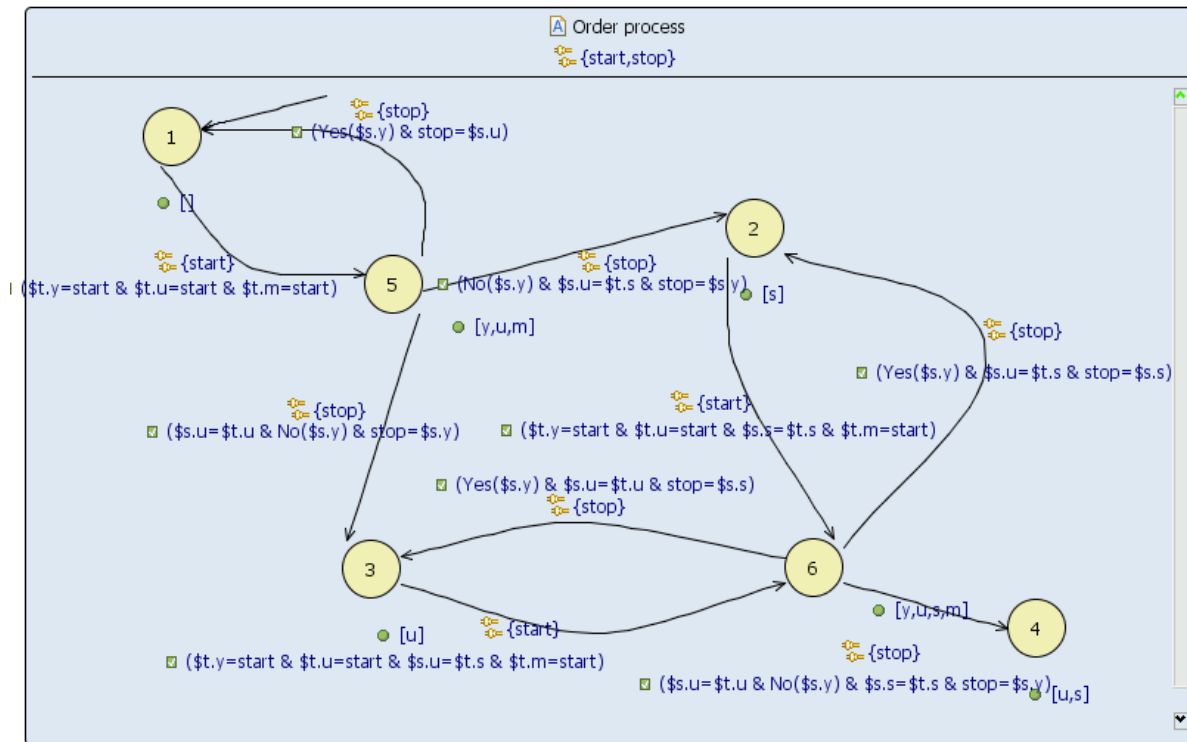 Order process
{start,stop}
{stop}
(Yes($s.y) & stop=$s.u)
1
[]
2
{start}
($t.y=start & $t.u=start & $t.m=start)
5
{stop}
(No($s.y) & $s.u=$t.s & stop=$s.y)
[s]
[y,u,m]
{stop}
(Yes($s.y) & $s.u=$t.s & stop=$s.s)
{stop}
($s.u=$t.u & No($s.y) & stop=$s.y)
{start}
($t.y=start & $t.u=start & $s.s=$t.s & $t.m=start)
(Yes($s.y) & $s.u=$t.u & stop=$s.s)
{stop}
3
6
[y,u,s,m]
4
[u]
{start}
($t.y=start & $t.u=start & $s.u=$t.s & $t.m=start)
{stop}
($s.u=$t.u & No($s.y) & $s.s=$t.s & stop=$s.y)
[u,s]